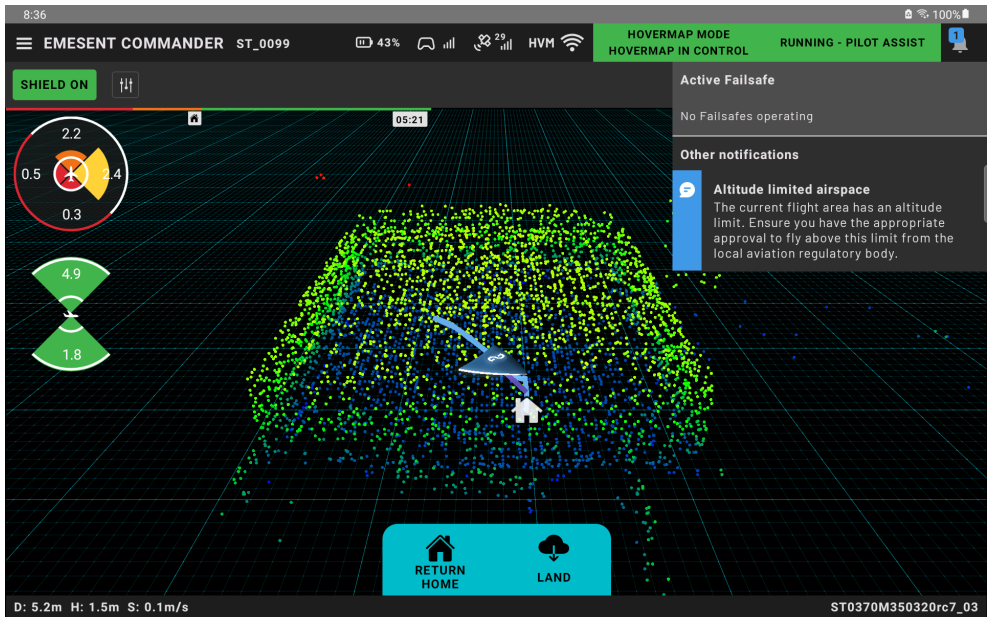 8:36
100%
EMESENT COMMANDER ST_0099
43%
29
HVM
HOVERMAP MODE
HOVERMAP IN CONTROL
RUNNING - PILOT ASSIST
1
SHIELD ON
05:21
2.2
0.5
2.4
0.3
4.9
1.8
Active Failsafe
No Failsafes operating
Other notifications
Altitude limited airspace
The current flight area has an altitude
limit. Ensure you have the appropriate
approval to fly above this limit from the
local aviation regulatory body.
RETURN
HOME
LAND
D: 5.2m H: 1.5m S: 0.1m/s
ST0370M350320rc7_03